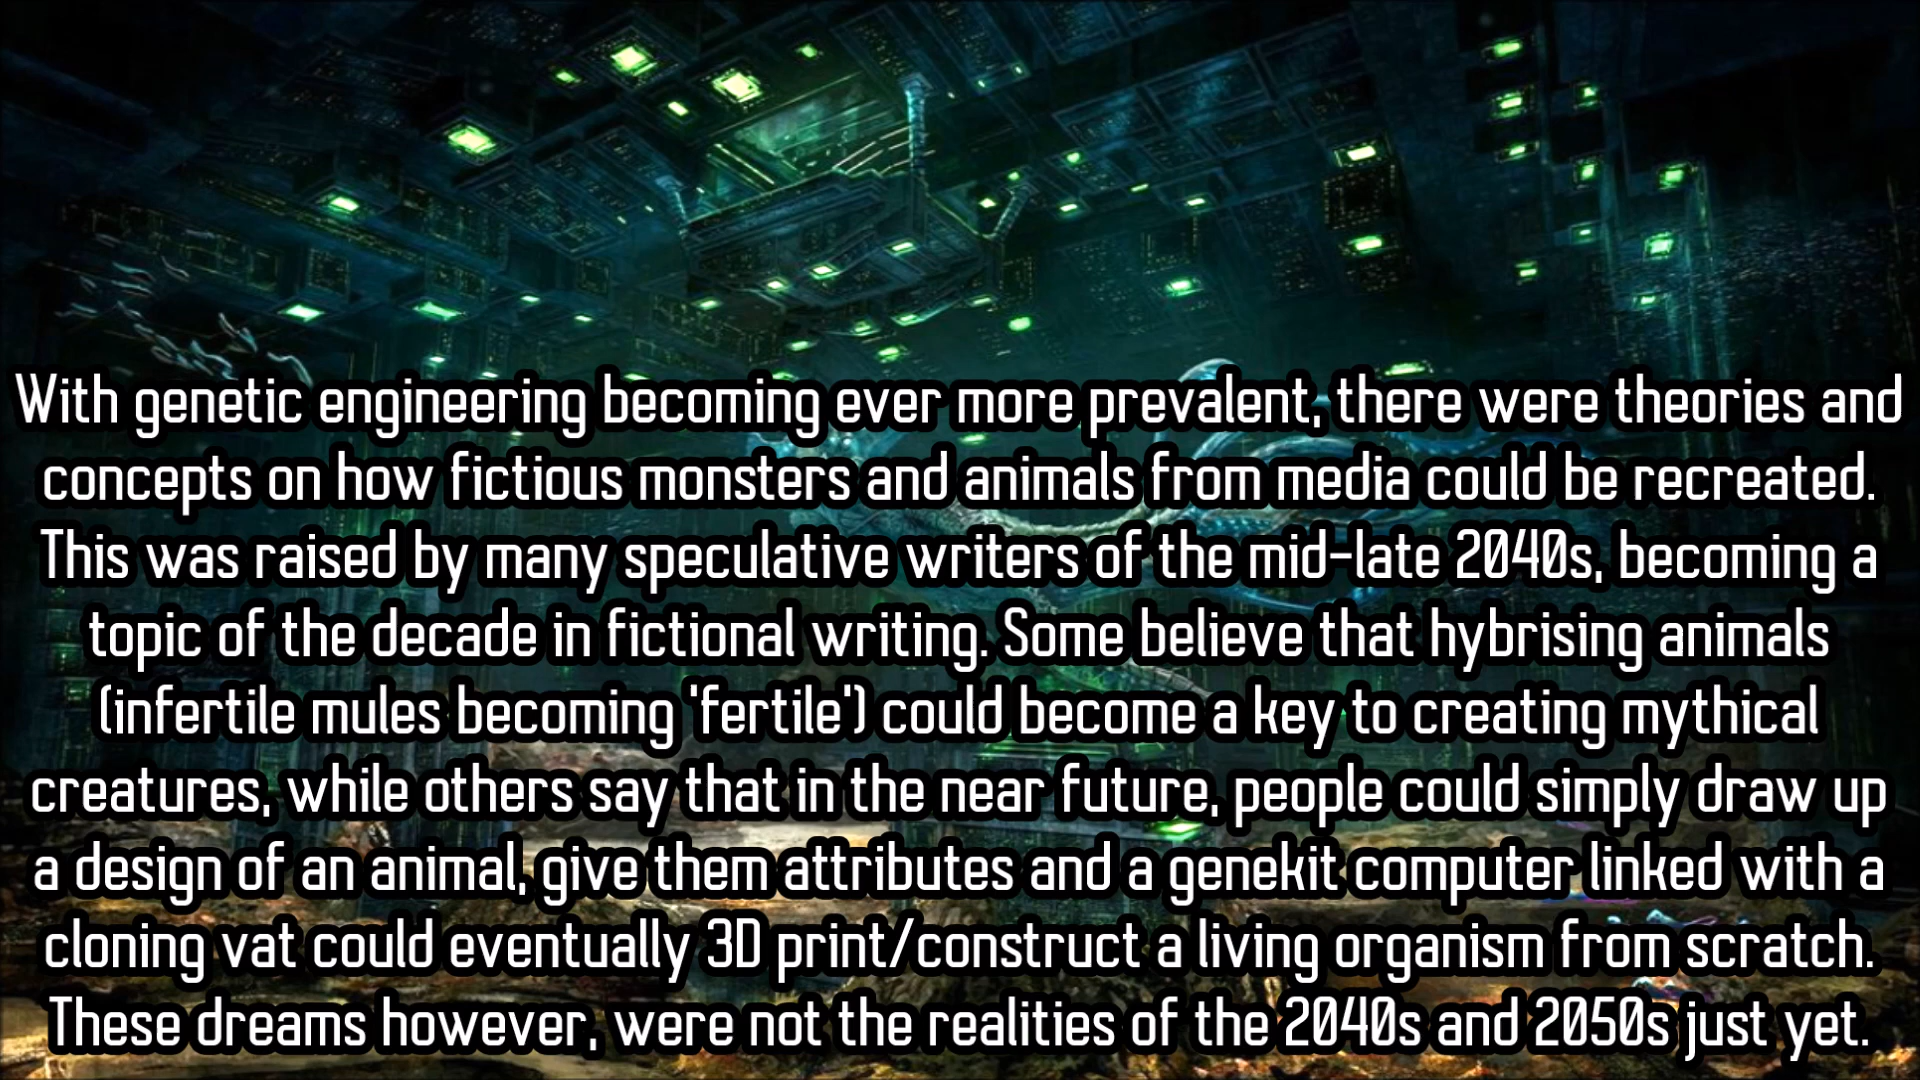 With genetic engineering becoming ever more prevalent, there were theories and
concepts on how fictious monsters and animals from media could be recreated.
This was raised by many speculative writers of the mid-late 2040s, becoming a
topic of the decade in fictional writing. Some believe that hybrising animals
(infertile mules becoming 'fertile') could become a key to creating mythical
creatures, while others say that in the near future, people could simply draw up
a design of an animal, give them attributes and a genekit computer linked with a
cloning vat could eventually 3D print/construct a living organism from scratch.
These dreams however, were not the realities of the 2040s and 2050s just yet.